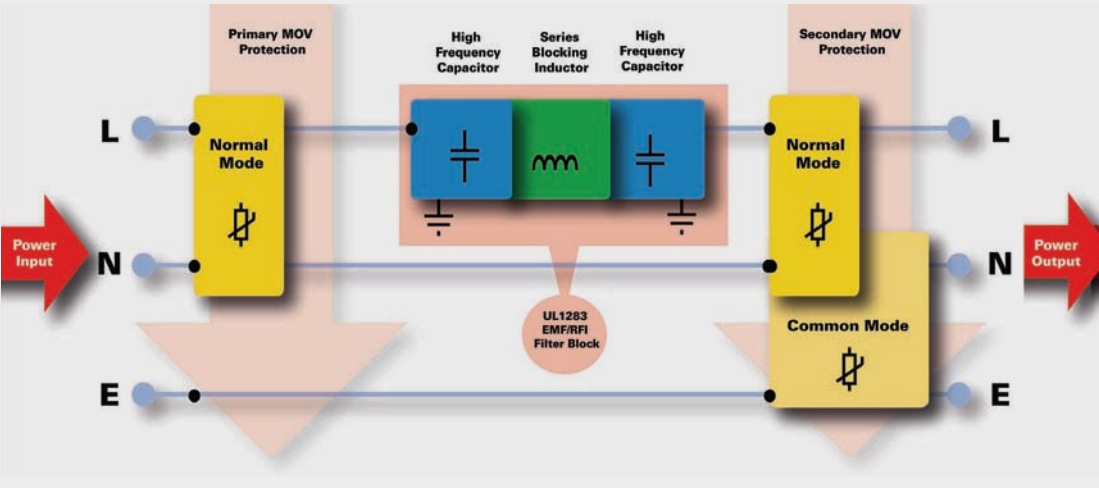 Primary MOV
Protection
High
Frequency
Capacitor
Series
Blocking
Inductor
High
Frequency
Capacitor
Secondary MOV
Protection
L
Normal
Mode
Normal
Mode
L
Power
Input
N
N
Power
Output
UL1283
EMF/RFI
Filter Block
Common Mode
E
E